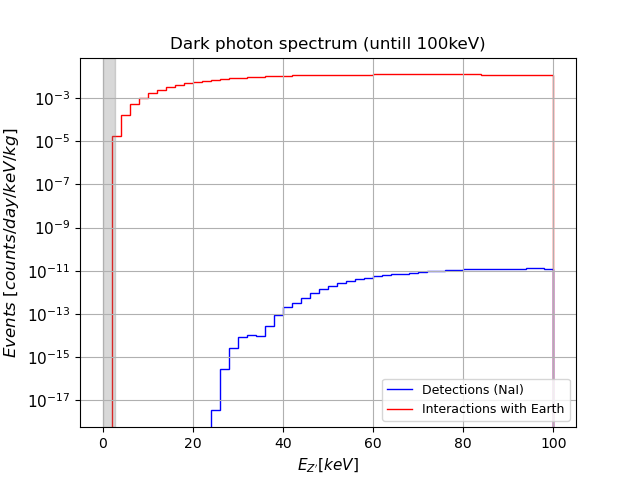 Dark photon spectrum (untill 100keV)
Events [counts/day/keV/kg]
10⁻³
10⁻⁵
10⁻⁷
10⁻⁹
10⁻¹¹
10⁻¹³
10⁻¹⁵
10⁻¹⁷
Detections (NaI)
Interactions with Earth
0 20 40 60 80 100
E_Z′[keV]